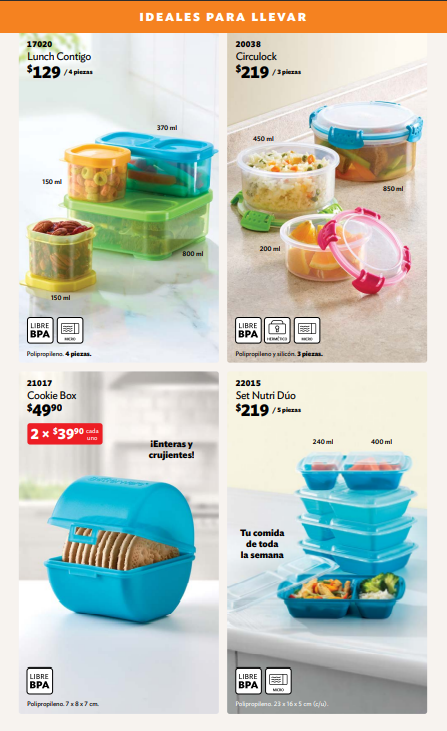 IDEALES PARA LLEVAR
17020
Lunch Contigo
$129 / 4 piezas
370 ml
150 ml
800 ml
150 ml
LIBRE
BPA
MICRO
Polipropileno. 4 piezas.
20038
Circulock
$219 / 3 piezas
450 ml
850 ml
200 ml
LIBRE
BPA
HERMÉTICO
MICRO
Polipropileno y silicón. 3 piezas.
21017
Cookie Box
$49⁹⁰
2 x $39⁹⁰ cada
uno
¡Enteras y
crujientes!
LIBRE
BPA
Polipropileno. 7 x 8 x 7 cm.
22015
Set Nutri Dúo
$219 / 5 piezas
240 ml
400 ml
Tu comida
de toda
la semana
LIBRE
BPA
MICRO
Polipropileno. 23 x 16 x 5 cm (c/u).